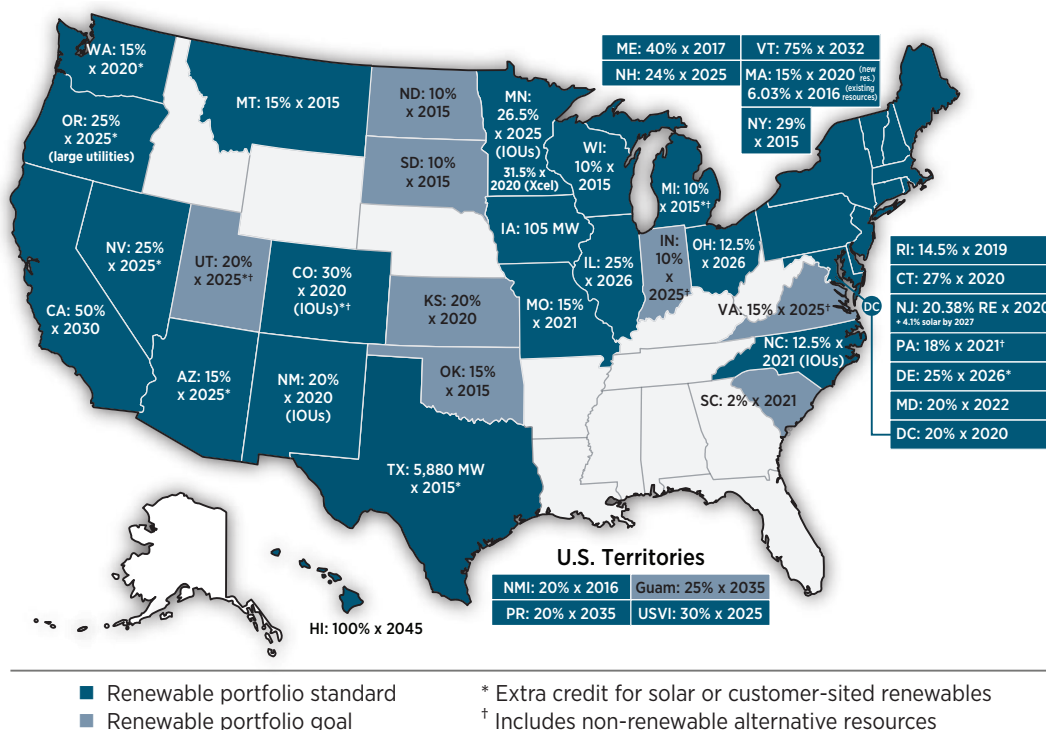 WA: 15%
x 2020*
OR: 25%
x 2025*
(large utilities)
MT: 15% x 2015
ND: 10%
x 2015
SD: 10%
x 2015
MN:
26.5%
x 2025
(IOUs)
31.5% x
2020 (Xcel)
WI:
10% x
2015
MI: 10%
x 2015*†
ME: 40% x 2017
VT: 75% x 2032
NH: 24% x 2025
MA: 15% x 2020 (new res.)
6.03% x 2016 (existing resources)
NY: 29%
x 2015
NV: 25%
x 2025*
UT: 20%
x 2025*†
CO: 30%
x 2020
(IOUs)*†
CA: 50%
x 2030
IA: 105 MW
IL: 25%
x 2026
IN:
10%
x
2025†
OH: 12.5%
x 2026
KS: 20%
x 2020
MO: 15%
x 2021
VA: 15% x 2025†
DC
RI: 14.5% x 2019
CT: 27% x 2020
NJ: 20.38% RE x 2020
+ 4.1% solar by 2027
PA: 18% x 2021†
DE: 25% x 2026*
MD: 20% x 2022
DC: 20% x 2020
AZ: 15%
x 2025*
NM: 20%
x 2020
(IOUs)
OK: 15%
x 2015
NC: 12.5% x
2021 (IOUs)
SC: 2% x 2021
TX: 5,880 MW
x 2015*
HI: 100% x 2045
U.S. Territories
NMI: 20% x 2016
Guam: 25% x 2035
PR: 20% x 2035
USVI: 30% x 2025
Renewable portfolio standard
Renewable portfolio goal
* Extra credit for solar or customer-sited renewables
† Includes non-renewable alternative resources